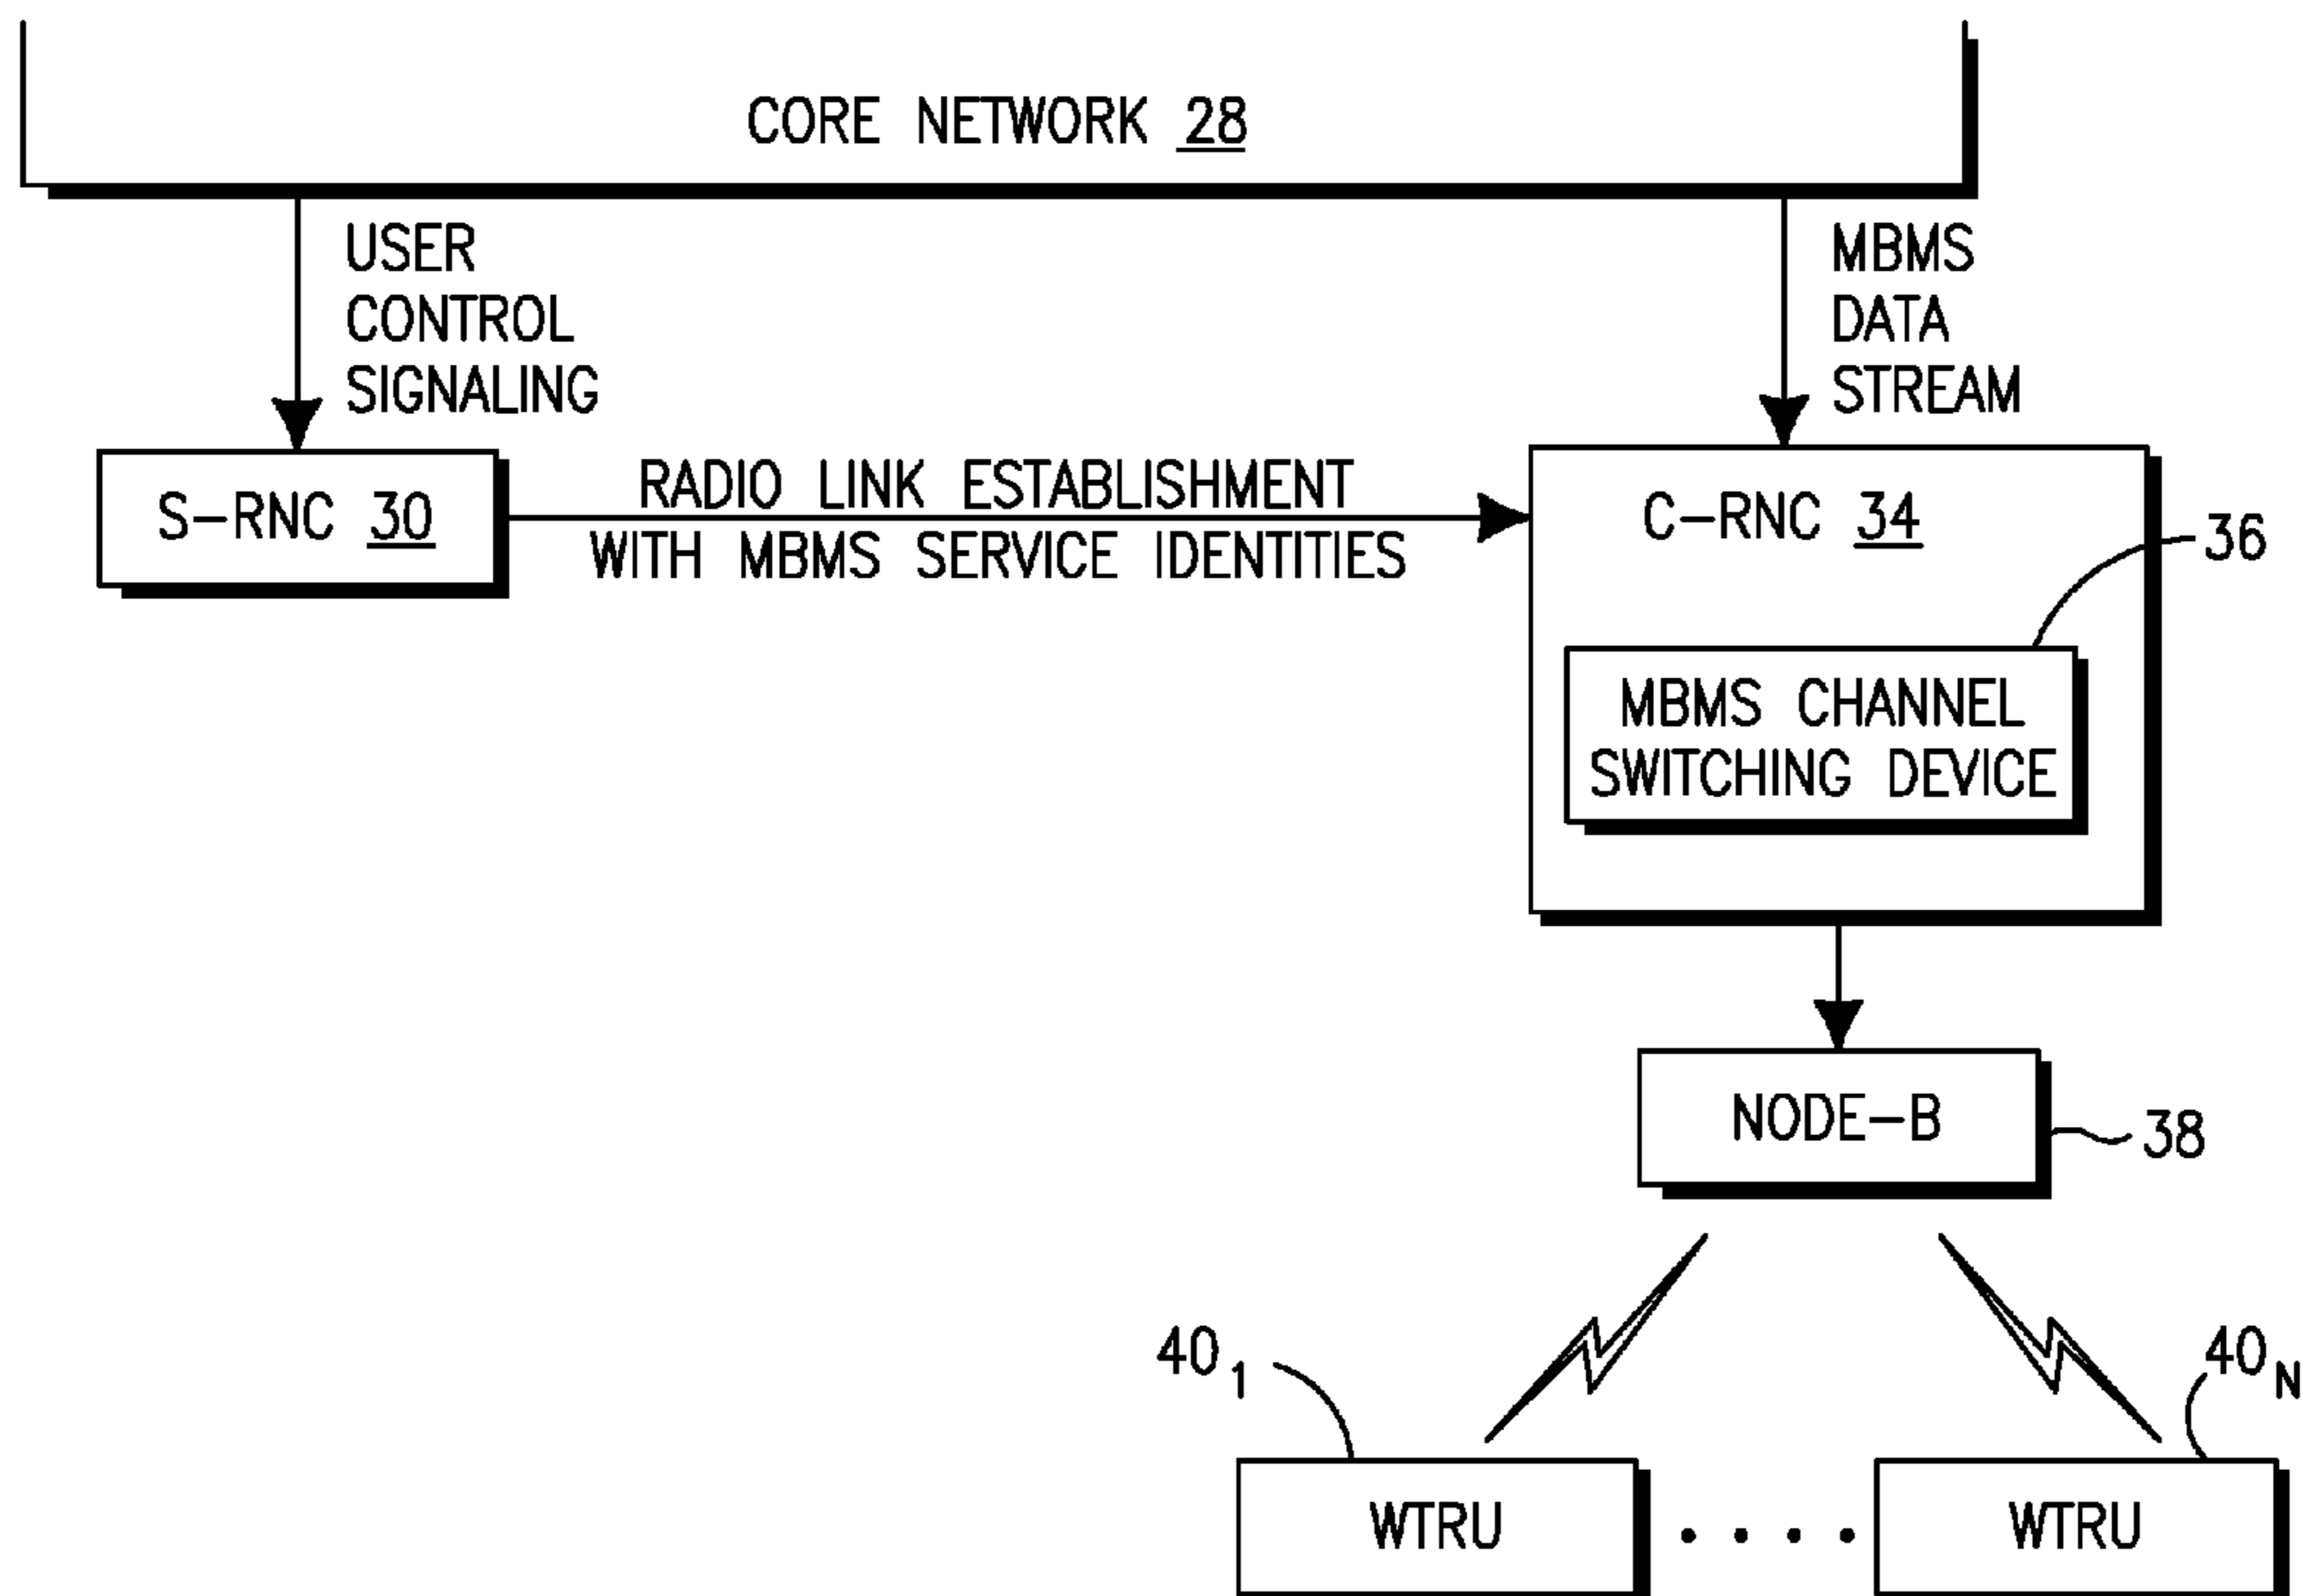 CORE NETWORK 28
USER
CONTROL
SIGNALING
MBMS
DATA
STREAM
S-RNC 30
RADIO LINK ESTABLISHMENT
WITH MBMS SERVICE IDENTITIES
C-RNC 34
36
MBMS CHANNEL
SWITCHING DEVICE
NODE-B
38
40₁
40N
WTRU
WTRU